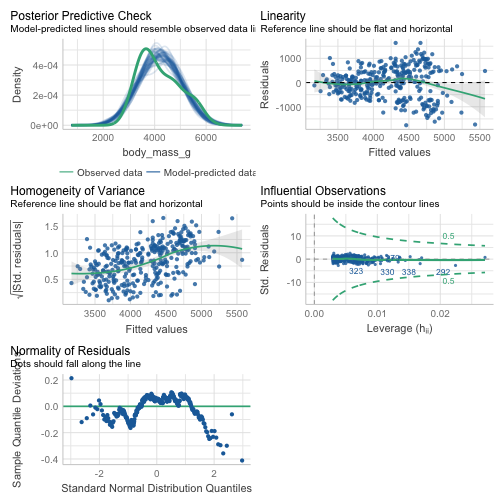 Posterior Predictive Check
Model-predicted lines should resemble observed data li
Density
4e-04
2e-04
0e+00
2000
4000
6000
body_mass_g
Observed data
Model-predicted data
Linearity
Reference line should be flat and horizontal
Residuals
1000
0
-1000
3500
4000
4500
5000
5500
Fitted values
Homogeneity of Variance
Reference line should be flat and horizontal
√|Std. residuals|
1.5
1.0
0.5
3500
4000
4500
5000
5500
Fitted values
Influential Observations
Points should be inside the contour lines
Std. Residuals
10
0
-10
0.5
323
330
338
292
0.5
0.00
0.01
0.02
Leverage (hᵢᵢ)
Normality of Residuals
Dots should fall along the line
Sample Quantile Deviations
0.2
0.0
-0.2
-0.4
-2
0
2
Standard Normal Distribution Quantiles